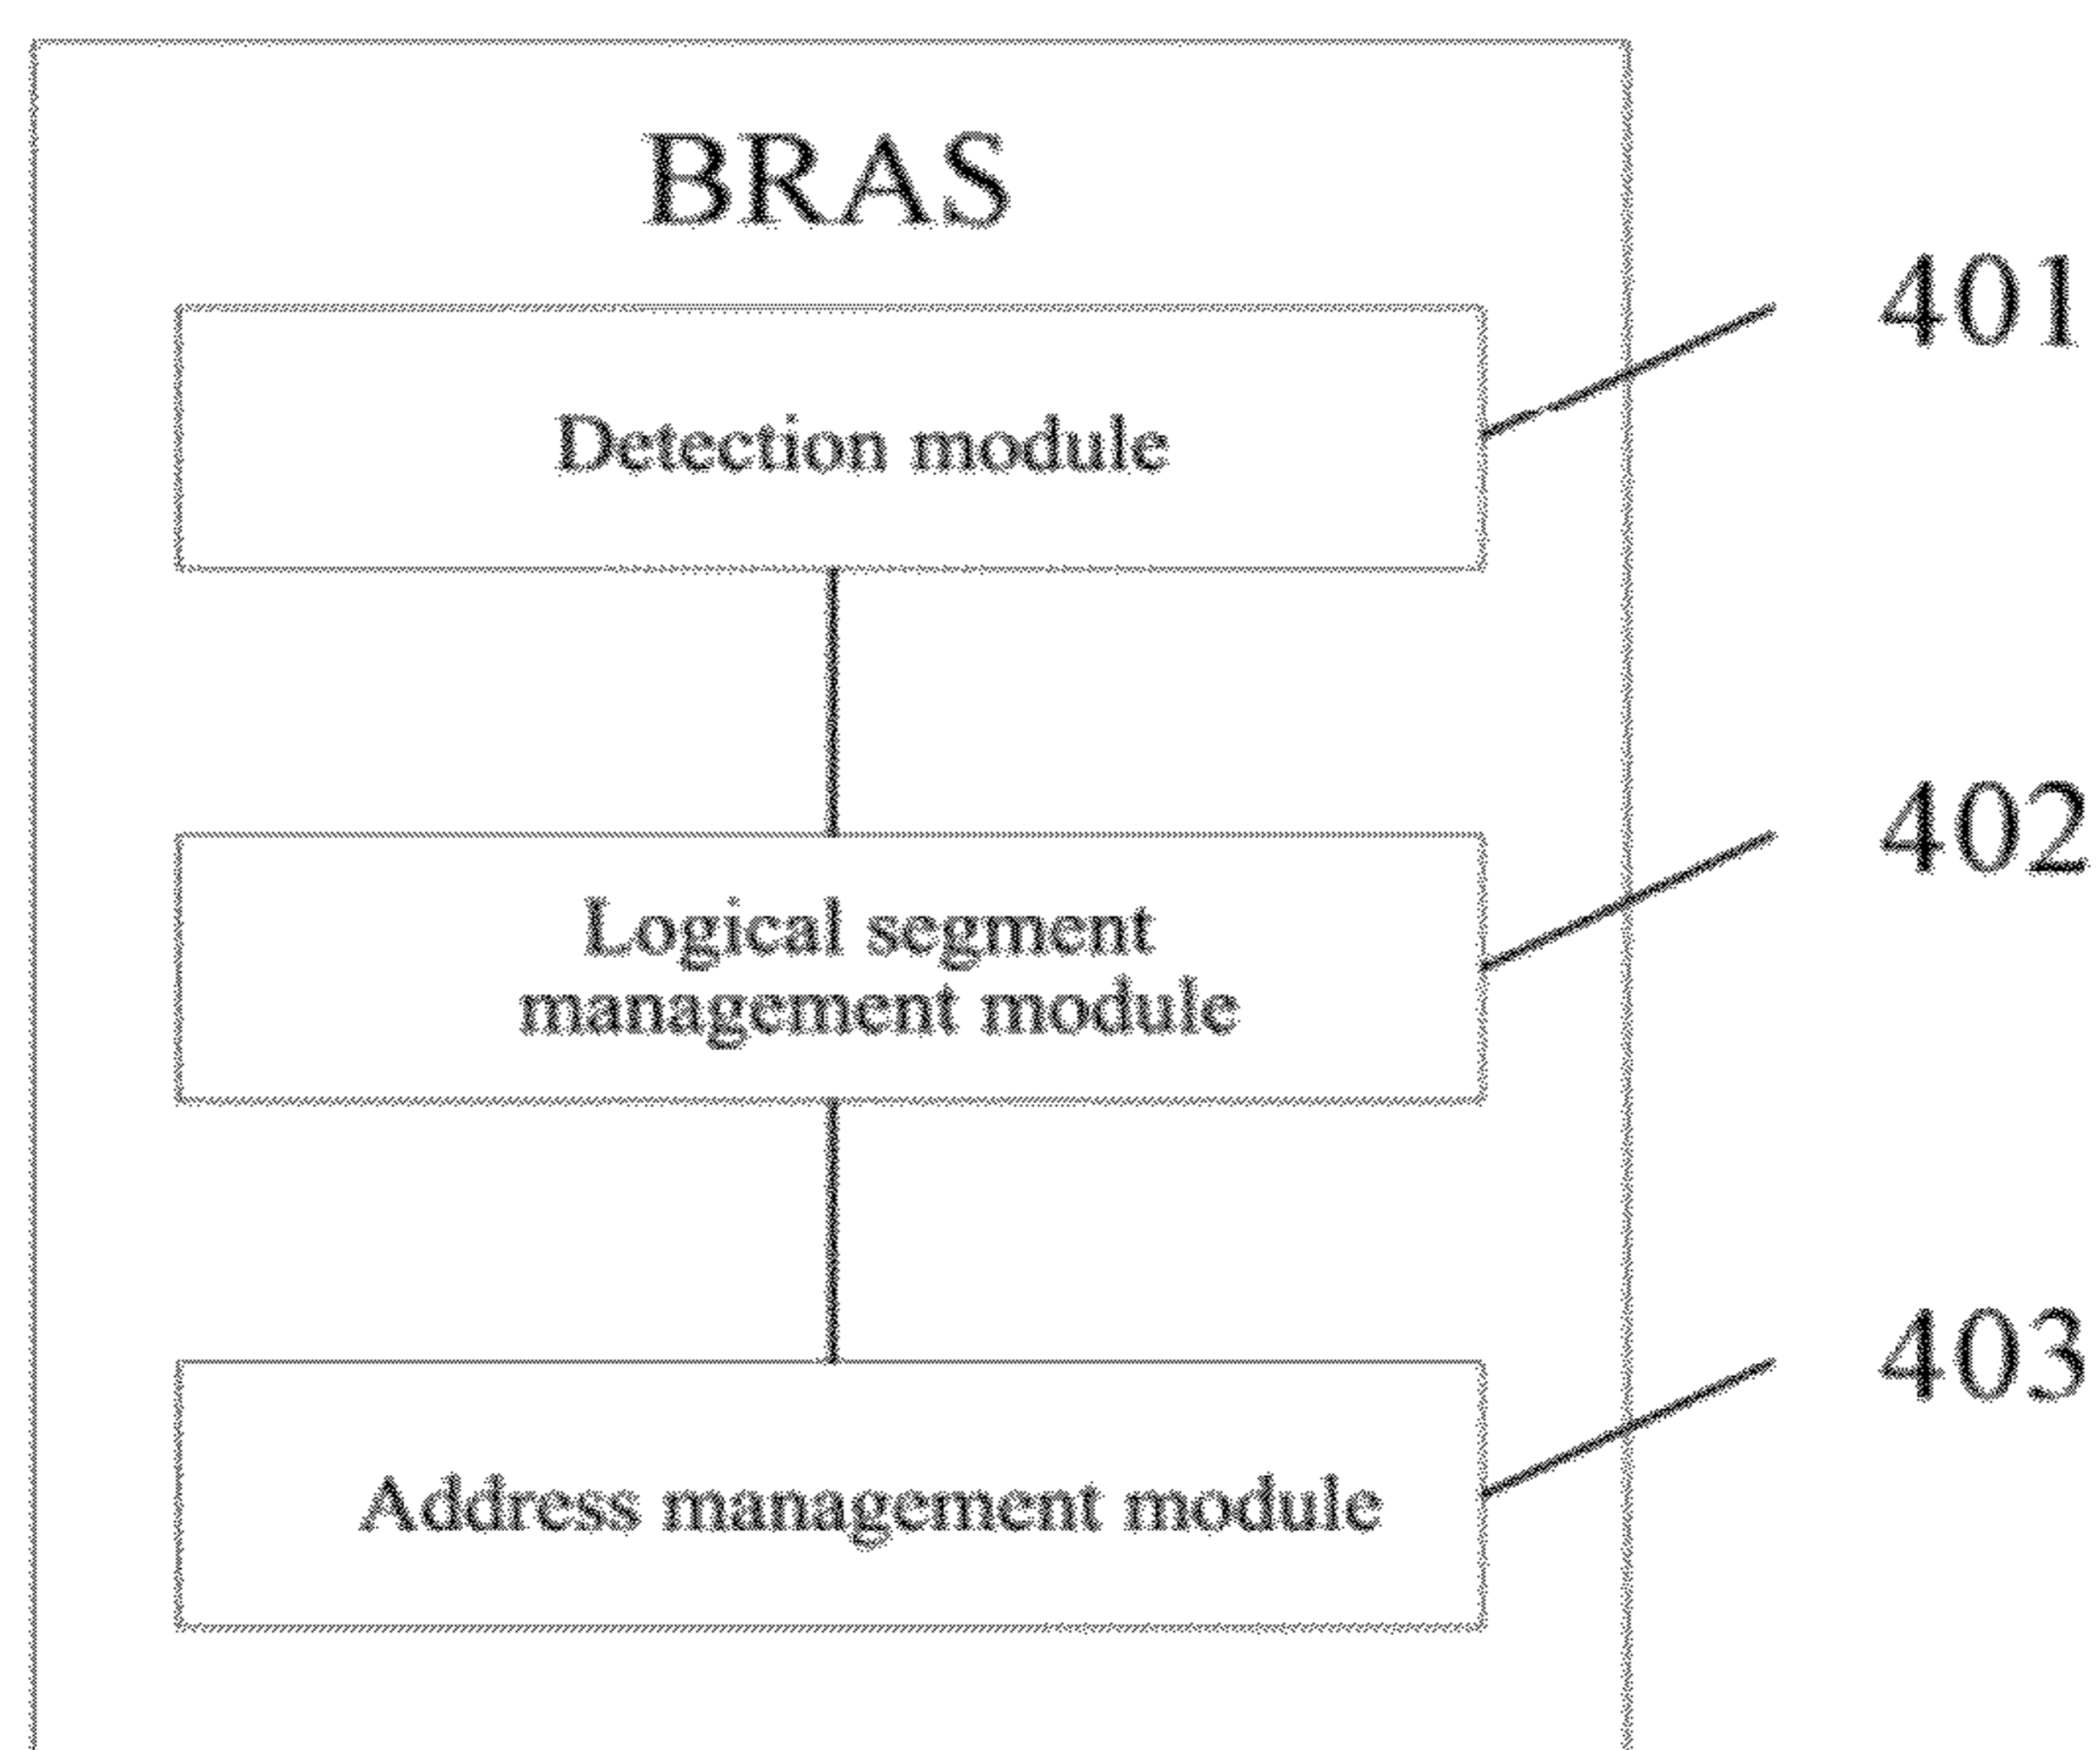 BRAS
401
Detection module
402
Logical segment
management module
403
Address management module